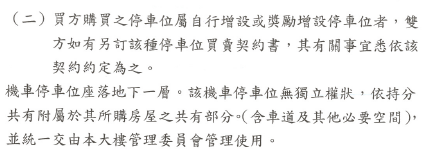 （二）買方購買之停車位屬自行增設或獎勵增設停車位者，雙
方如有另訂該種停車位買賣契約書，其有關事宜悉依該
契約約定為之。
機車停車位座落地下一層。該機車停車位無獨立權狀，依持分
共有附屬於其所購房屋之共有部分(含車道及其他必要空間)，
並統一交由本大樓管理委員會管理使用。